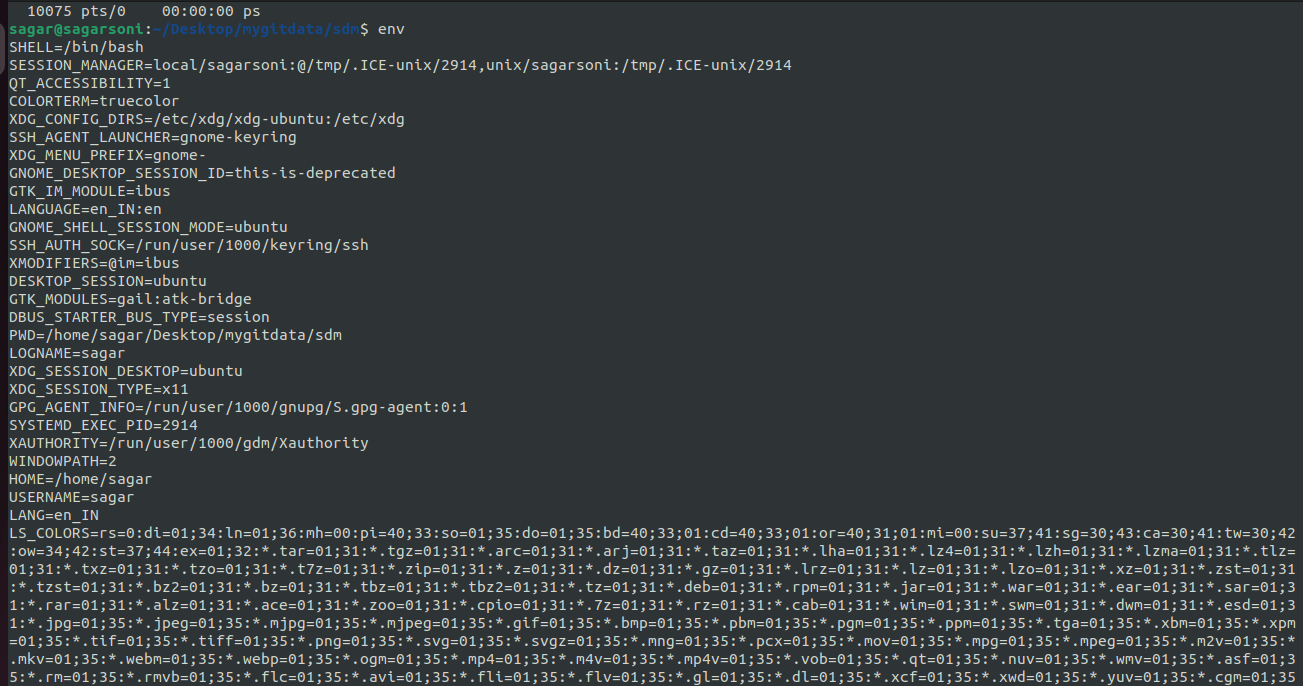 10075 pts/0    00:00:00 ps
sagar@sagarsoni:~/Desktop/mygitdata/sdm$ env
SHELL=/bin/bash
SESSION_MANAGER=local/sagarsoni:@/tmp/.ICE-unix/2914,unix/sagarsoni:/tmp/.ICE-unix/2914
QT_ACCESSIBILITY=1
COLORTERM=truecolor
XDG_CONFIG_DIRS=/etc/xdg/xdg-ubuntu:/etc/xdg
SSH_AGENT_LAUNCHER=gnome-keyring
XDG_MENU_PREFIX=gnome-
GNOME_DESKTOP_SESSION_ID=this-is-deprecated
GTK_IM_MODULE=ibus
LANGUAGE=en_IN:en
GNOME_SHELL_SESSION_MODE=ubuntu
SSH_AUTH_SOCK=/run/user/1000/keyring/ssh
XMODIFIERS=@im=ibus
DESKTOP_SESSION=ubuntu
GTK_MODULES=gail:atk-bridge
DBUS_STARTER_BUS_TYPE=session
PWD=/home/sagar/Desktop/mygitdata/sdm
LOGNAME=sagar
XDG_SESSION_DESKTOP=ubuntu
XDG_SESSION_TYPE=x11
GPG_AGENT_INFO=/run/user/1000/gnupg/S.gpg-agent:0:1
SYSTEMD_EXEC_PID=2914
XAUTHORITY=/run/user/1000/gdm/Xauthority
WINDOWPATH=2
HOME=/home/sagar
USERNAME=sagar
LANG=en_IN
LS_COLORS=rs=0:di=01;34:ln=01;36:mh=00:pi=40;33:so=01;35:do=01;35:bd=40;33;01:cd=40;33;01:or=40;31;01:mi=00:su=37;41:sg=30;43:ca=30;41:tw=30;42
:ow=34;42:st=37;44:ex=01;32:*.tar=01;31:*.tgz=01;31:*.arc=01;31:*.arj=01;31:*.taz=01;31:*.lha=01;31:*.lz4=01;31:*.lzh=01;31:*.lzma=01;31:*.tlz=
01;31:*.txz=01;31:*.tzo=01;31:*.t7z=01;31:*.zip=01;31:*.z=01;31:*.dz=01;31:*.gz=01;31:*.lrz=01;31:*.lz=01;31:*.lzo=01;31:*.xz=01;31:*.zst=01;31
:*.tzst=01;31:*.bz2=01;31:*.bz=01;31:*.tbz=01;31:*.tbz2=01;31:*.tz=01;31:*.deb=01;31:*.rpm=01;31:*.jar=01;31:*.war=01;31:*.ear=01;31:*.sar=01;3
1:*.rar=01;31:*.alz=01;31:*.ace=01;31:*.zoo=01;31:*.cpio=01;31:*.7z=01;31:*.rz=01;31:*.cab=01;31:*.wim=01;31:*.swm=01;31:*.dwm=01;31:*.esd=01;3
1:*.jpg=01;35:*.jpeg=01;35:*.mjpg=01;35:*.mjpeg=01;35:*.gif=01;35:*.bmp=01;35:*.pbm=01;35:*.pgm=01;35:*.ppm=01;35:*.tga=01;35:*.xbm=01;35:*.xpm
=01;35:*.tif=01;35:*.tiff=01;35:*.png=01;35:*.svg=01;35:*.svgz=01;35:*.mng=01;35:*.pcx=01;35:*.mov=01;35:*.mpg=01;35:*.mpeg=01;35:*.m2v=01;35:*
.mkv=01;35:*.webm=01;35:*.webp=01;35:*.ogm=01;35:*.mp4=01;35:*.m4v=01;35:*.mp4v=01;35:*.vob=01;35:*.qt=01;35:*.nuv=01;35:*.wmv=01;35:*.asf=01;3
5:*.rm=01;35:*.rmvb=01;35:*.flc=01;35:*.avi=01;35:*.fli=01;35:*.flv=01;35:*.gl=01;35:*.dl=01;35:*.xcf=01;35:*.xwd=01;35:*.yuv=01;35:*.cgm=01;35